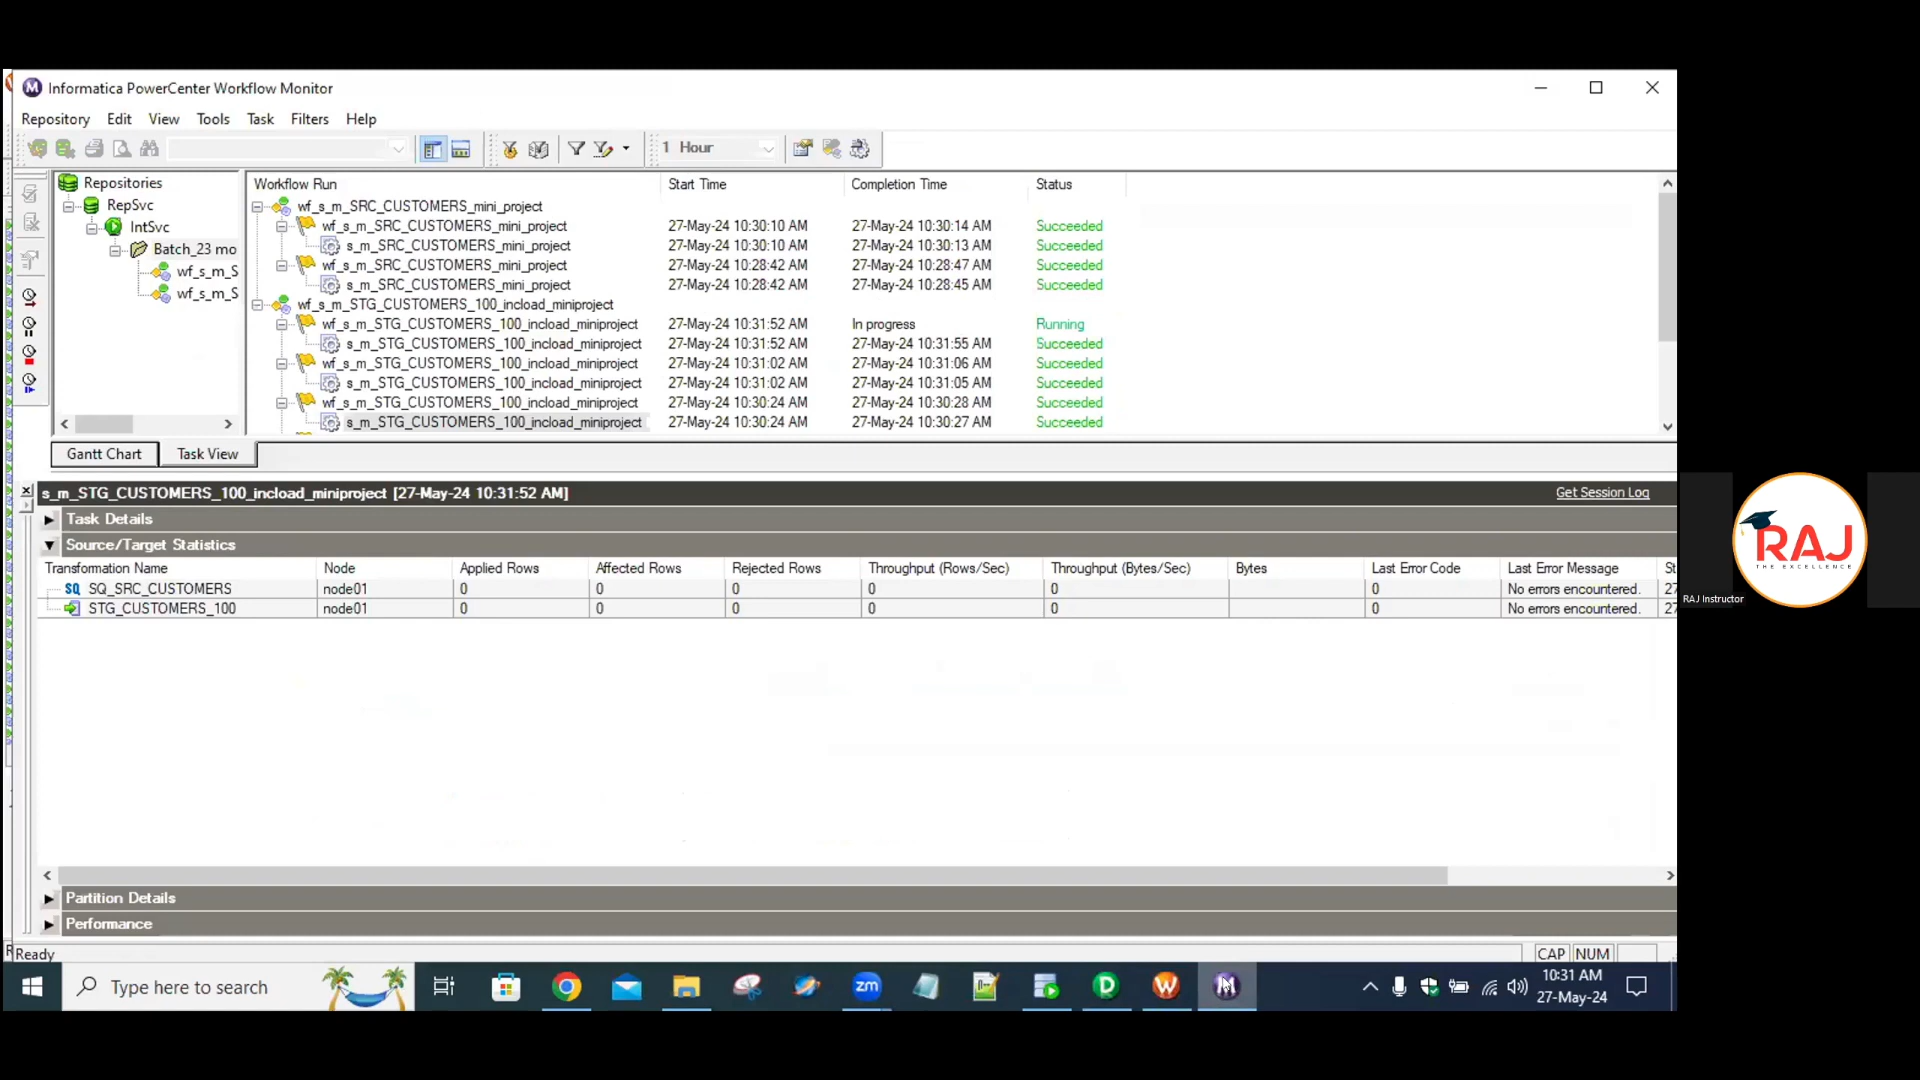 Informatica PowerCenter Workflow Monitor
Repository Edit View Tools Task Filters Help
1 Hour
Repositories
RepSvc
IntSvc
Batch_23 mo
wf_s_m_S
wf_s_m_S
Workflow Run Start Time Completion Time Status
wf_s_m_SRC_CUSTOMERS_mini_project
wf_s_m_SRC_CUSTOMERS_mini_project 27-May-24 10:30:10 AM 27-May-24 10:30:14 AM Succeeded
s_m_SRC_CUSTOMERS_mini_project 27-May-24 10:30:10 AM 27-May-24 10:30:13 AM Succeeded
wf_s_m_SRC_CUSTOMERS_mini_project 27-May-24 10:28:42 AM 27-May-24 10:28:47 AM Succeeded
s_m_SRC_CUSTOMERS_mini_project 27-May-24 10:28:42 AM 27-May-24 10:28:45 AM Succeeded
wf_s_m_STG_CUSTOMERS_100_incload_miniproject
wf_s_m_STG_CUSTOMERS_100_incload_miniproject 27-May-24 10:31:52 AM In progress Running
s_m_STG_CUSTOMERS_100_incload_miniproject 27-May-24 10:31:52 AM 27-May-24 10:31:55 AM Succeeded
wf_s_m_STG_CUSTOMERS_100_incload_miniproject 27-May-24 10:31:02 AM 27-May-24 10:31:06 AM Succeeded
s_m_STG_CUSTOMERS_100_incload_miniproject 27-May-24 10:31:02 AM 27-May-24 10:31:05 AM Succeeded
wf_s_m_STG_CUSTOMERS_100_incload_miniproject 27-May-24 10:30:24 AM 27-May-24 10:30:28 AM Succeeded
s_m_STG_CUSTOMERS_100_incload_miniproject 27-May-24 10:30:24 AM 27-May-24 10:30:27 AM Succeeded
Gantt Chart Task View
s_m_STG_CUSTOMERS_100_incload_miniproject [27-May-24 10:31:52 AM] Get Session Log
Task Details
Source/Target Statistics
Transformation Name Node Applied Rows Affected Rows Rejected Rows Throughput (Rows/Sec) Throughput (Bytes/Sec) Bytes Last Error Code Last Error Message St
SQ SQ_SRC_CUSTOMERS node01 0 0 0 0 0 0 No errors encountered. 27
STG_CUSTOMERS_100 node01 0 0 0 0 0 0 No errors encountered. 27
Partition Details
Performance
Ready CAP NUM
Type here to search
zm
10:31 AM
27-May-24
RAJ
THE EXCELLENCE
RAJ Instructor